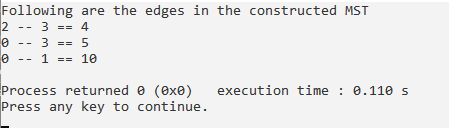 Following are the edges in the constructed MST
2 -- 3 == 4
0 -- 3 == 5
0 -- 1 == 10
Process returned 0 (0x0)   execution time : 0.110 s
Press any key to continue.